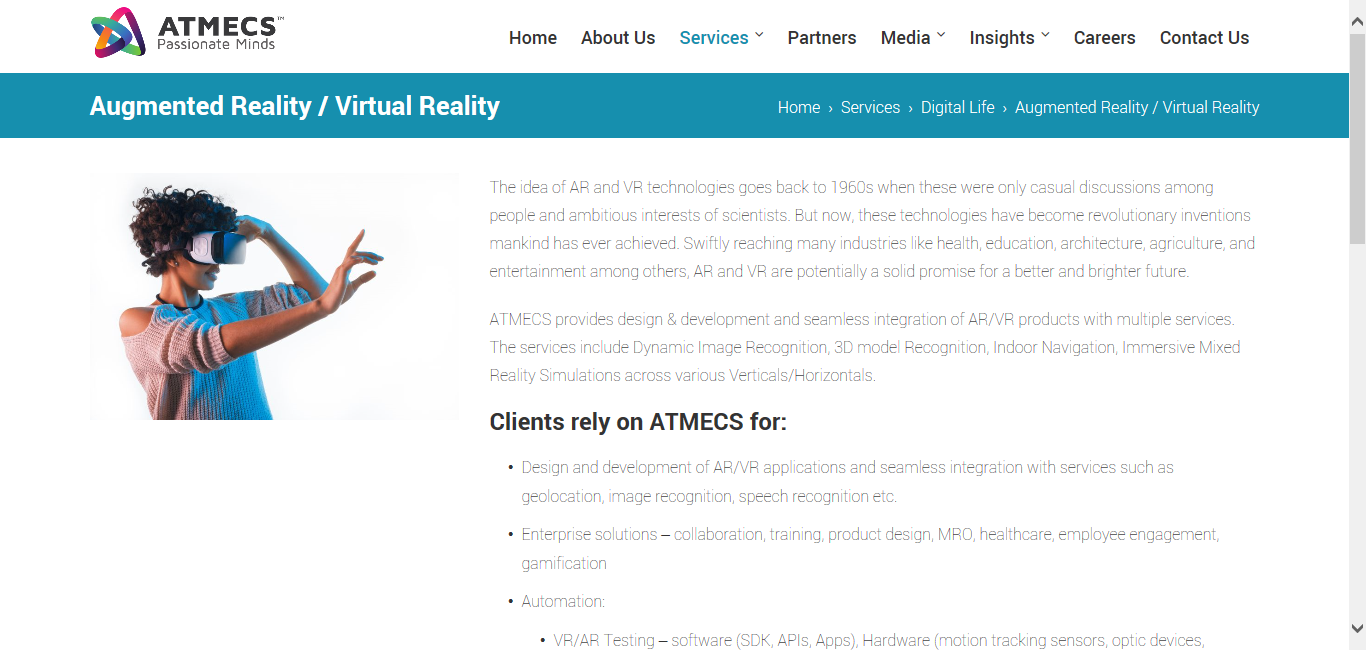 ATMECS™
Passionate Minds
Home About Us Services Partners Media Insights Careers Contact Us
Augmented Reality / Virtual Reality
Home › Services › Digital Life › Augmented Reality / Virtual Reality
The idea of AR and VR technologies goes back to 1960s when these were only casual discussions among
people and ambitious interests of scientists. But now, these technologies have become revolutionary inventions
mankind has ever achieved. Swiftly reaching many industries like health, education, architecture, agriculture, and
entertainment among others, AR and VR are potentially a solid promise for a better and brighter future.
ATMECS provides design & development and seamless integration of AR/VR products with multiple services.
The services include Dynamic Image Recognition, 3D model Recognition, Indoor Navigation, Immersive Mixed
Reality Simulations across various Verticals/Horizontals.
Clients rely on ATMECS for:
• Design and development of AR/VR applications and seamless integration with services such as
geolocation, image recognition, speech recognition etc.
• Enterprise solutions – collaboration, training, product design, MRO, healthcare, employee engagement,
gamification
• Automation:
• VR/AR Testing – software (SDK, APIs, Apps), Hardware (motion tracking sensors, optic devices,